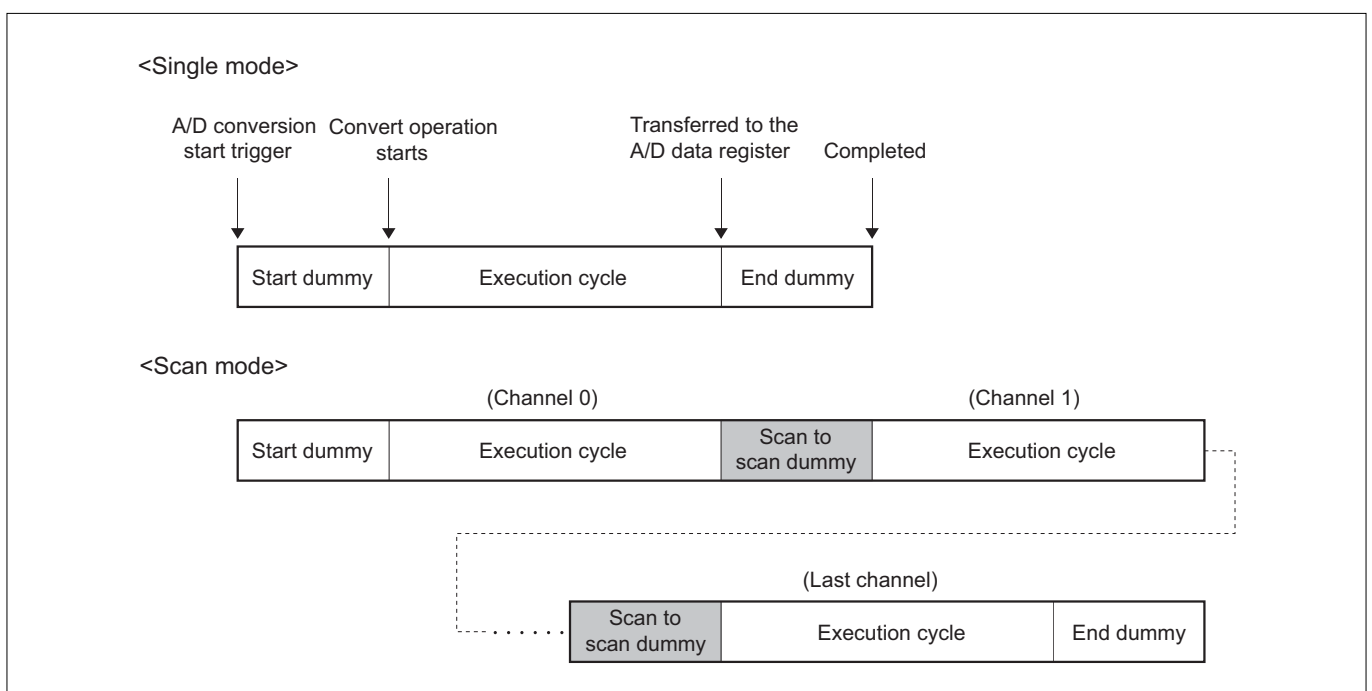 <Single mode>
A/D conversion
start trigger
Convert operation
starts
Transferred to the
A/D data register
Completed
Start dummy
Execution cycle
End dummy
<Scan mode>
(Channel 0)
(Channel 1)
Start dummy
Execution cycle
Scan to
scan dummy
Execution cycle
(Last channel)
Scan to
scan dummy
Execution cycle
End dummy